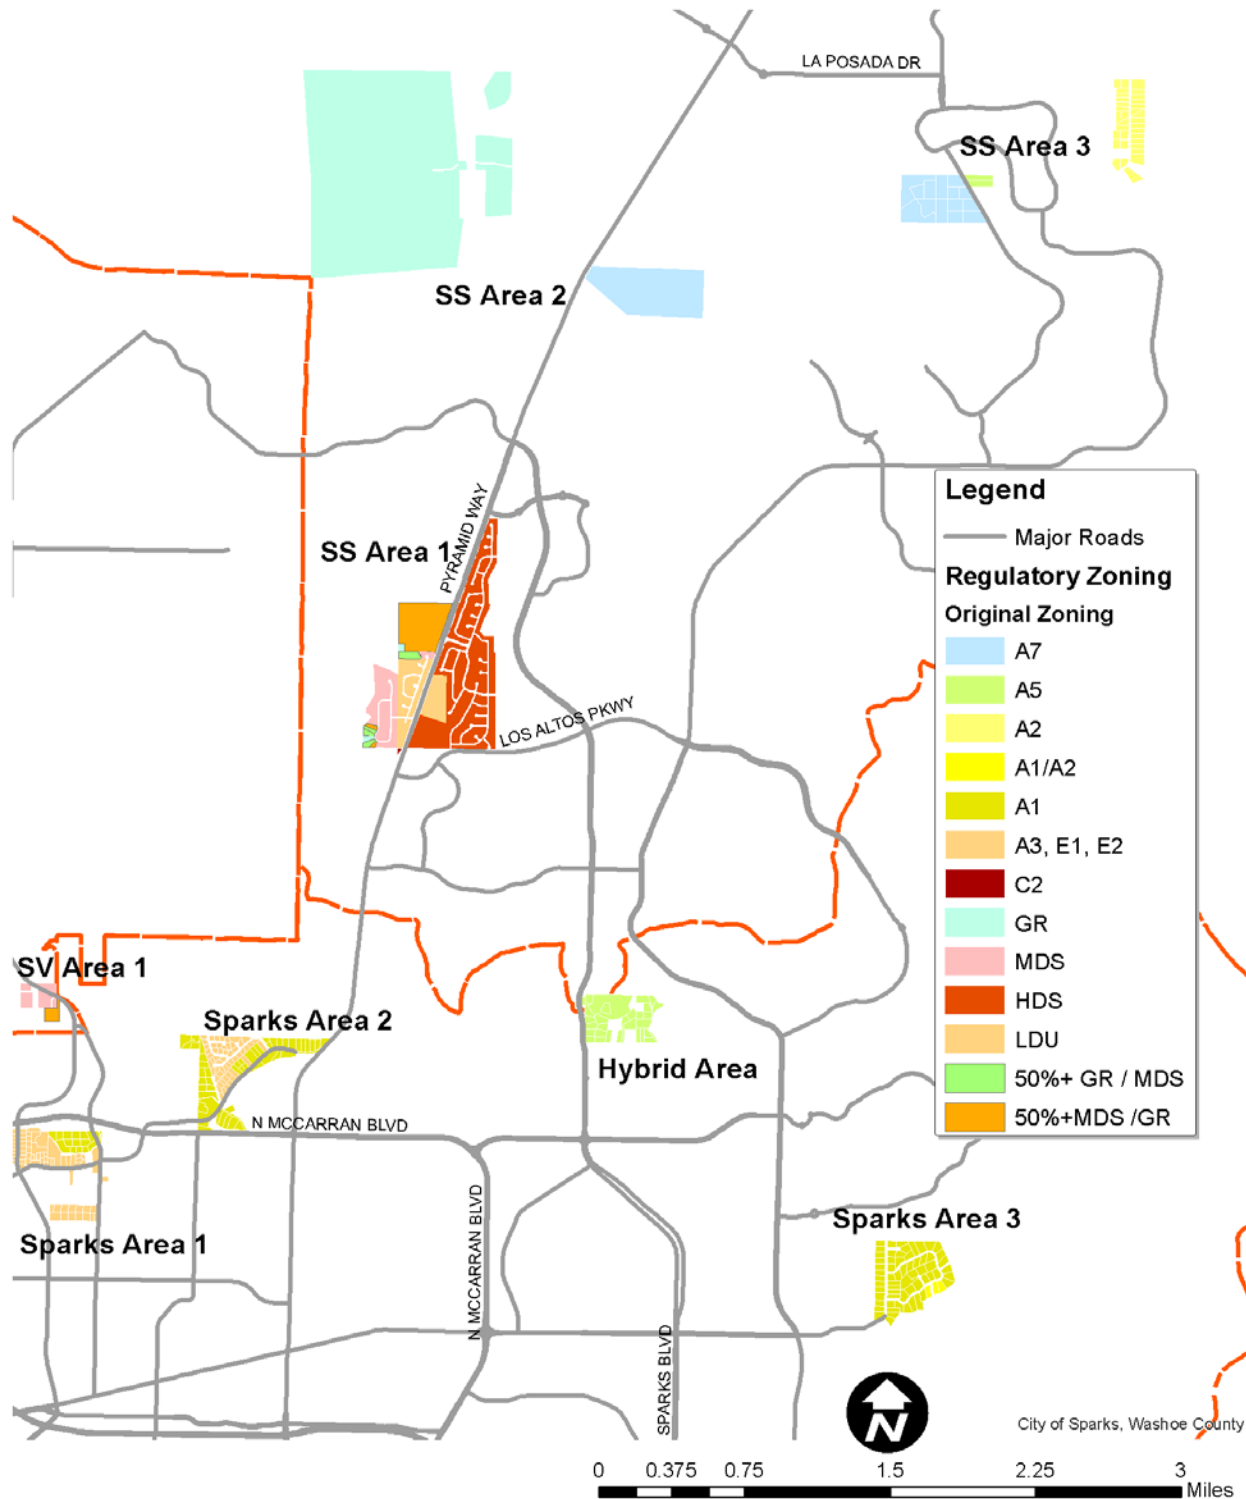 LA POSADA DR
SS Area 3
SS Area 2
PYRAMID WAY
SS Area 1
LOS ALTOS PKWY
Legend
Major Roads
Regulatory Zoning
Original Zoning
A7
A5
A2
A1/A2
A1
A3, E1, E2
C2
GR
MDS
HDS
LDU
50%+ GR / MDS
50%+MDS /GR
SV Area 1
Sparks Area 2
Hybrid Area
N MCCARRAN BLVD
Sparks Area 1
N MCCARRAN BLVD
Sparks Area 3
SPARKS BLVD
N
City of Sparks, Washoe County
0 0.375 0.75 1.5 2.25 3
Miles